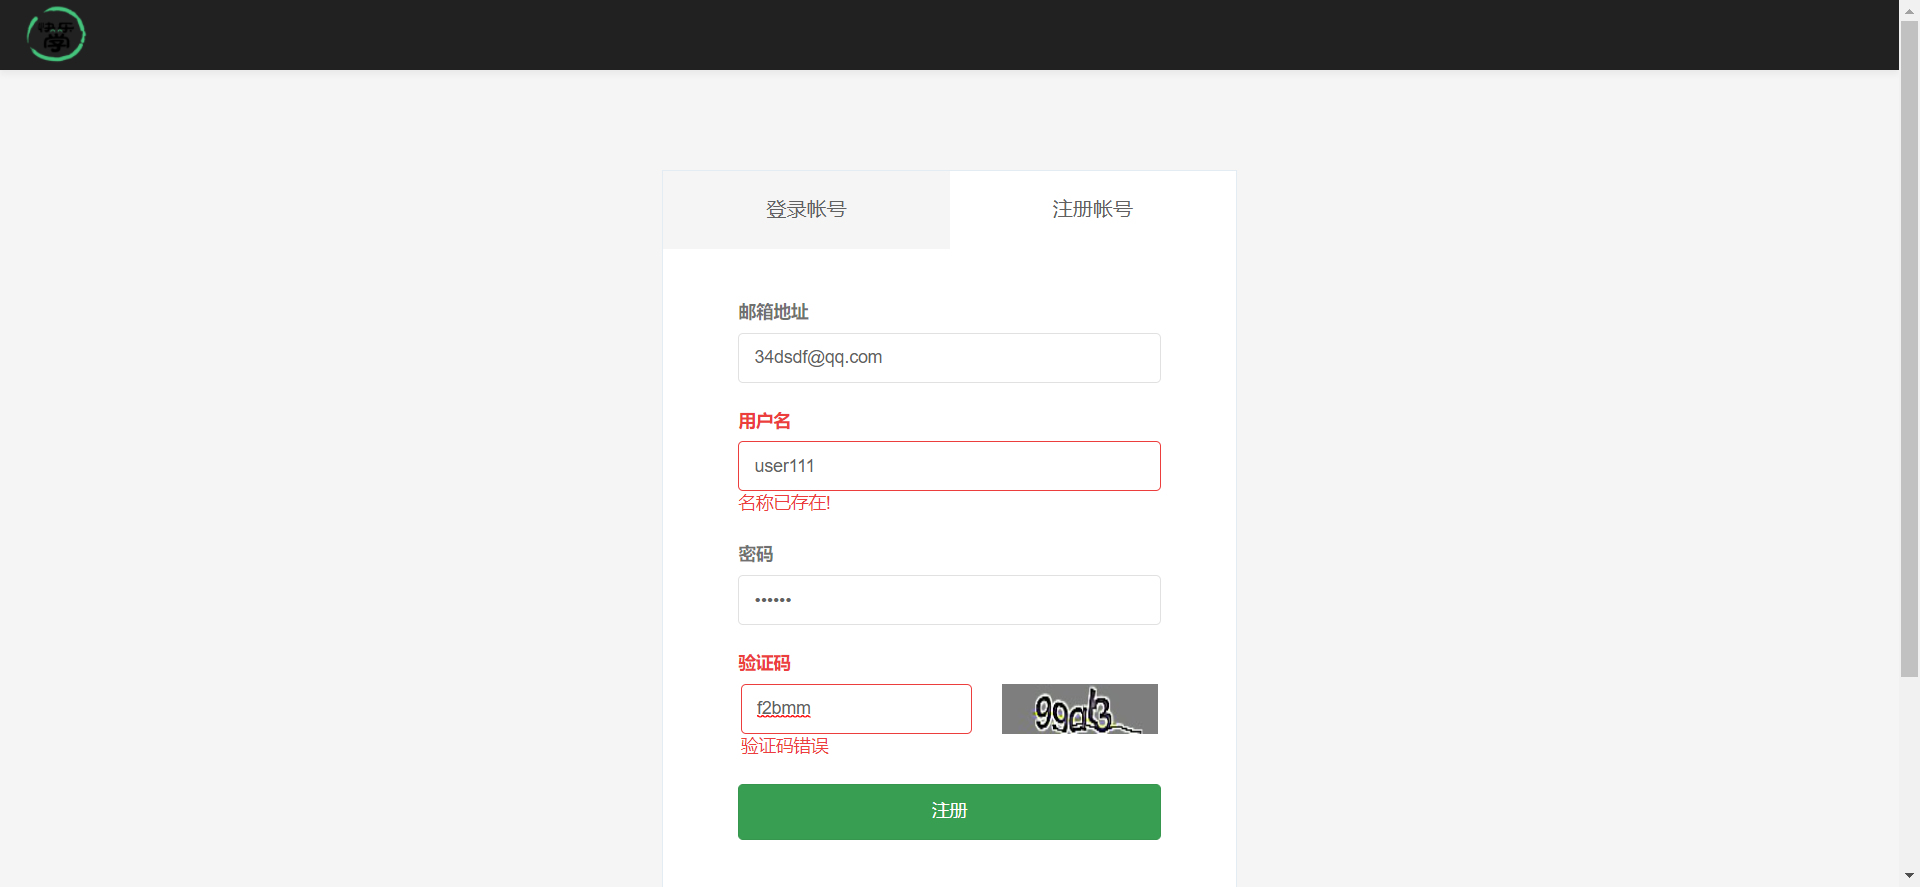 快乐
学
登录帐号
注册帐号
邮箱地址
34dsdf@qq.com
用户名
user111
名称已存在!
密码
••••••
验证码
f2bmm
验证码错误
注册